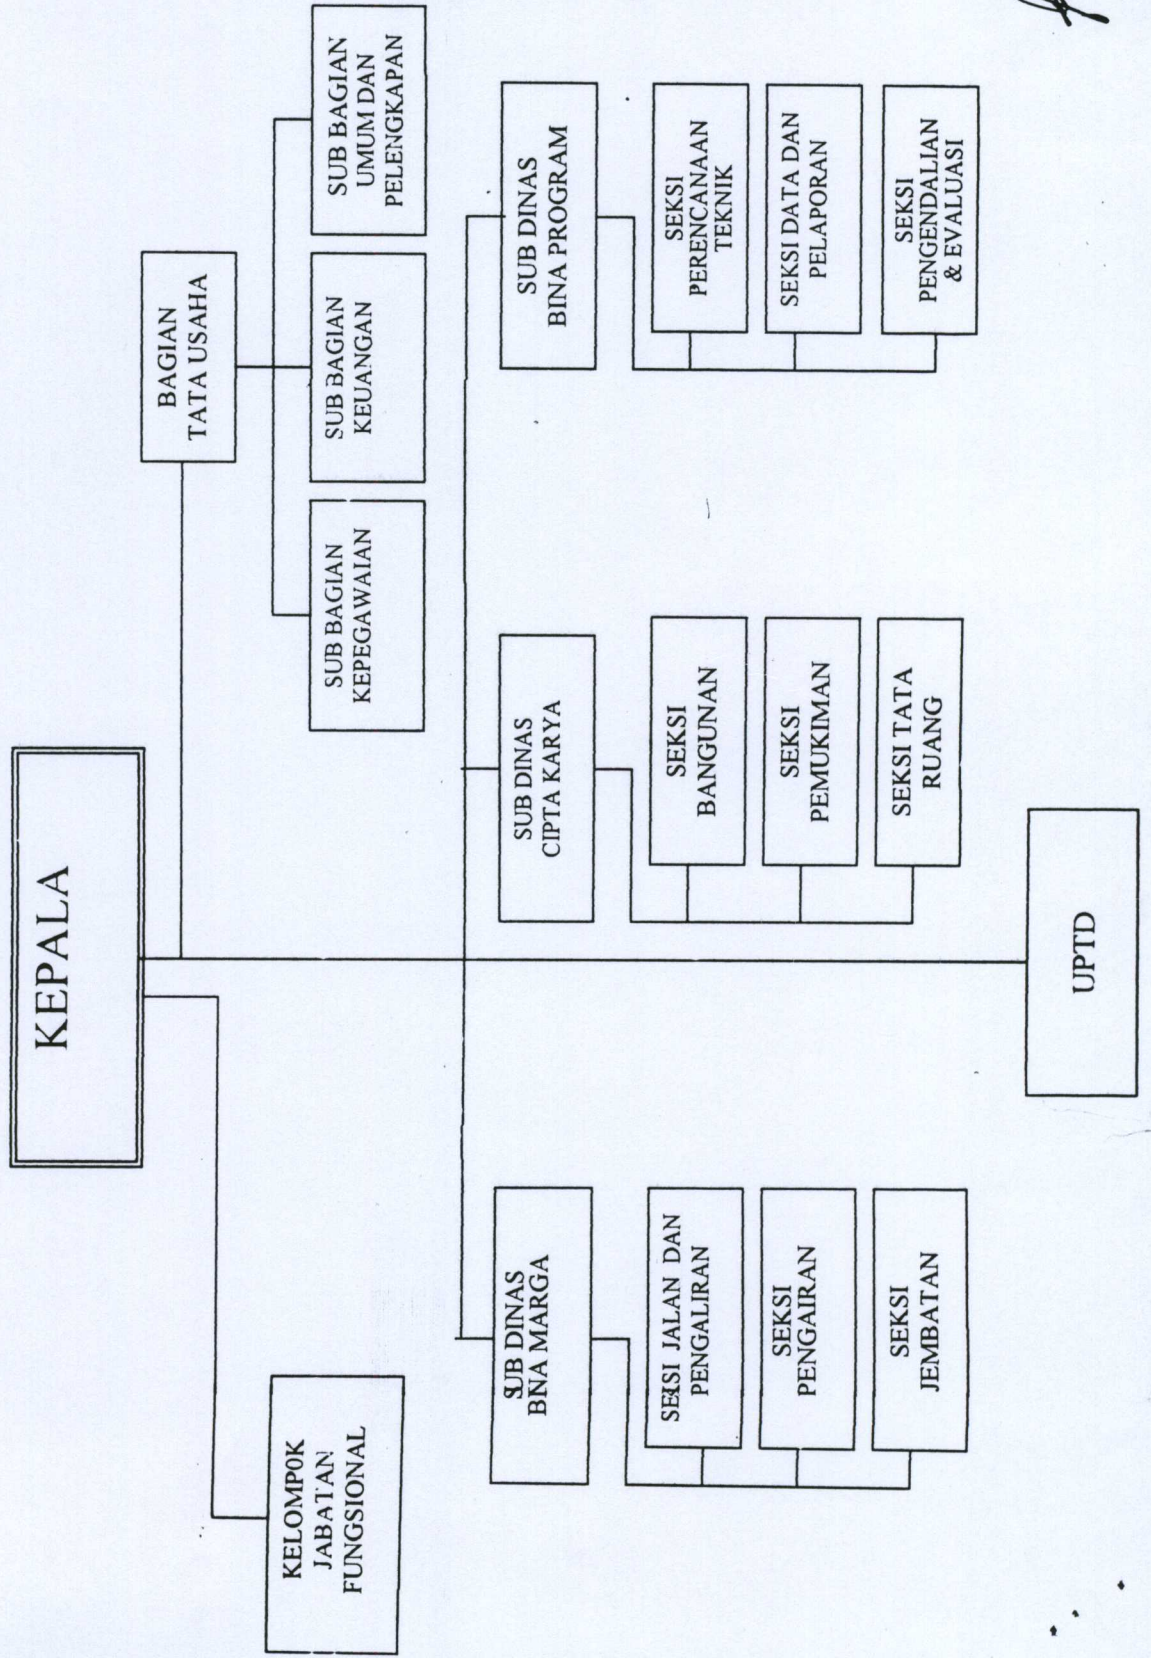 KEPALA
BAGIAN
TATA USAHA
KELOMPOK
JABATAN
FUNGSIONAL
SUB BAGIAN
KEPEGAWAIAN
SUB BAGIAN
KEUANGAN
SUB BAGIAN
UMUM DAN
PELENGKAPAN
SUB DINAS
BNA MARGA
SEKSI JALAN DAN
PENGALIRAN
SEKSI
PENGAIRAN
SEKSI
JEMBATAN
SUB DINAS
CIPTA KARYA
SEKSI
BANGUNAN
SEKSI
PEMUKIMAN
SEKSI TATA
RUANG
SUB DINAS
BINA PROGRAM
SEKSI
PERENCANAAN
TEKNIK
SEKSI DATA DAN
PELAPORAN
SEKSI
PENGENDALIAN
& EVALUASI
UPTD